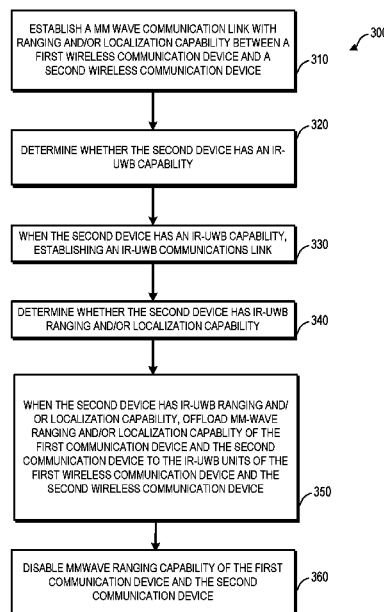 ESTABLISH A MM WAVE COMMUNICATION LINK WITH
RANGING AND/OR LOCALIZATION CAPABILITY BETWEEN A
FIRST WIRELESS COMMUNICATION DEVICE AND A
SECOND WIRELESS COMMUNICATION DEVICE
300
310
320
DETERMINE WHETHER THE SECOND DEVICE HAS AN IR-
UWB CAPABILITY
WHEN THE SECOND DEVICE HAS AN IR-UWB CAPABILITY,
ESTABLISHING AN IR-UWB COMMUNICATIONS LINK
330
DETERMINE WHETHER THE SECOND DEVICE HAS IR-UWB
RANGING AND/OR LOCALIZATION CAPABILITY
340
WHEN THE SECOND DEVICE HAS IR-UWB RANGING AND/
OR LOCALIZATION CAPABILITY, OFFLOAD MM-WAVE
RANGING AND/OR LOCALIZATION CAPABLITY OF THE
FIRST COMMUNICATION DEVICE AND THE SECOND
COMMUNICATION DEVICE TO THE IR-UWB UNITS OF THE
FIRST WIRELESS COMMUNICATION DEVICE AND THE
SECOND WIRELESS COMMUNICATION DEVICE
350
DISABLE MMWAVE RANGING CAPABILITY OF THE FIRST
COMMUNICATION DEVICE AND THE SECOND
COMMUNICATION DEVICE
360